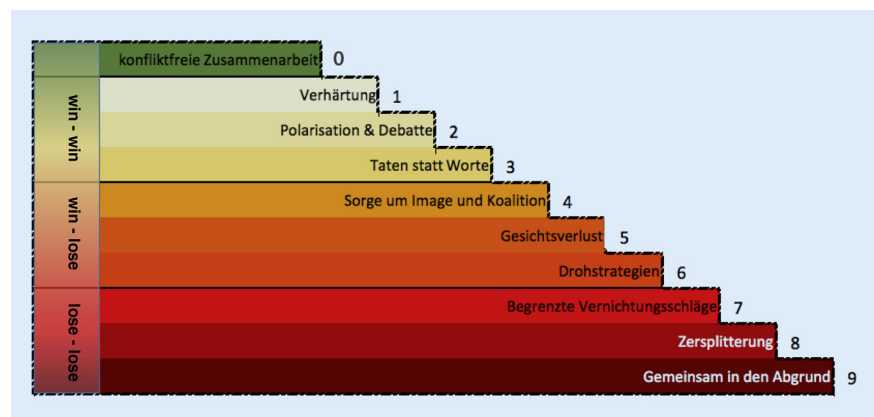 konfliktfreie Zusammenarbeit 0
Verhärtung 1
Polarisation & Debatte 2
Taten statt Worte 3
Sorge um Image und Koalition 4
Gesichtsverlust 5
Drohstrategien 6
Begrenzte Vernichtungsschläge 7
Zersplitterung 8
Gemeinsam in den Abgrund 9
win - win
win - lose
lose - lose